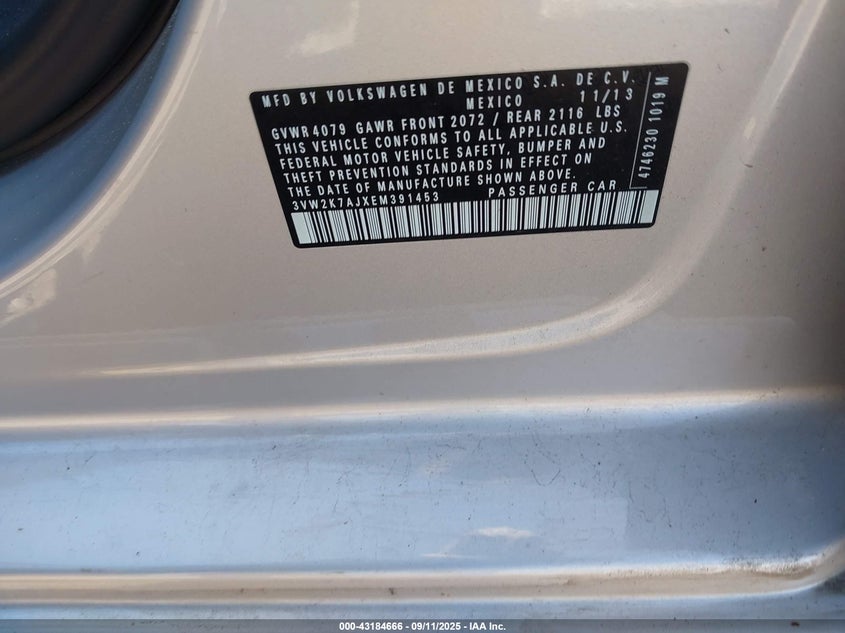 MFD BY VOLKSWAGEN DE MEXICO S.A. DE C.V.
MEXICO 11/13
GVWR 4079 GAWR FRONT 2072 / REAR 2116 LBS
THIS VEHICLE CONFORMS TO ALL APPLICABLE U.S.
FEDERAL MOTOR VEHICLE SAFETY, BUMPER AND
THEFT PREVENTION STANDARDS IN EFFECT ON
THE DATE OF MANUFACTURE SHOWN ABOVE.
3VW2K7AJXEM391453 PASSENGER CAR
4746230 1019 M
000-43184666 - 09/11/2025 - IAA Inc.